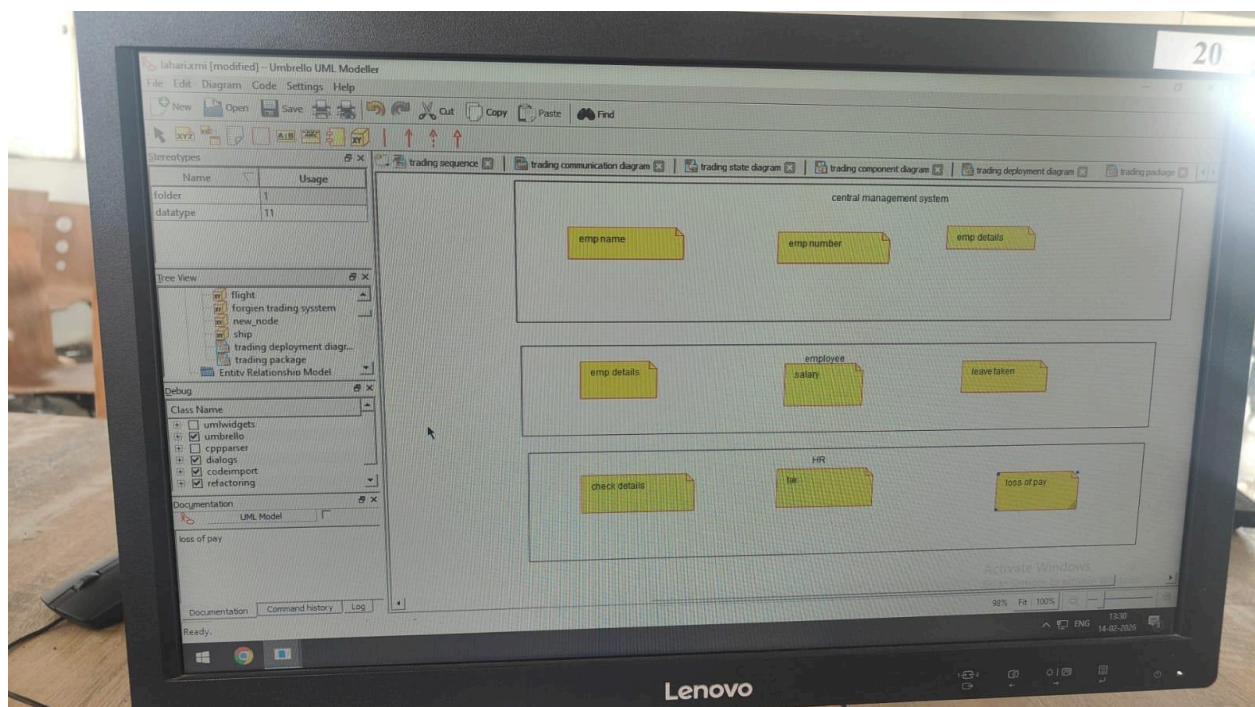 20
lahari.xmi [modified] – Umbrello UML Modeller
File Edit Diagram Code Settings Help
New Open Save Cut Copy Paste Find
Stereotypes
trading sequence
trading communication diagram
trading state diagram
trading component diagram
trading deployment diagram
trading package
Name Usage
folder 1
datatype 11
Tree View
flight
forgien trading sysstem
new_node
ship
trading deployment diagr...
trading package
Entity Relationship Model
Debug
Class Name
umlwidgets
umbrello
cppparser
dialogs
codeimport
refactoring
Documentation
UML Model
loss of pay
Documentation Command history Log
Ready.
central management system
emp name
emp number
emp details
employee
emp details
salary
leave taken
HR
check details
loss of pay
Activate Windows
98% Fit 100%
ENG
13:30
14-02-2026
Lenovo